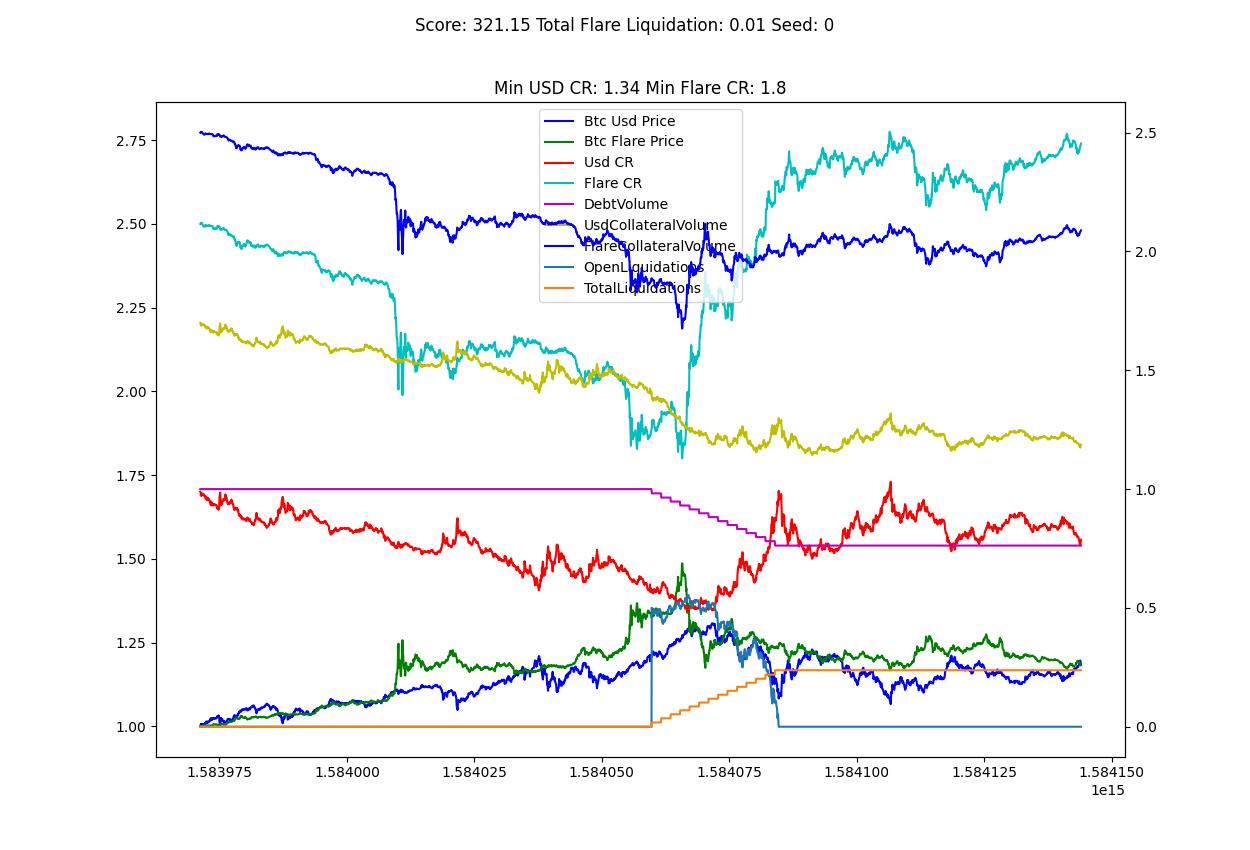 Score: 321.15 Total Flare Liquidation: 0.01 Seed: 0
Min USD CR: 1.34 Min Flare CR: 1.8
Btc Usd Price
Btc Flare Price
Usd CR
Flare CR
DebtVolume
UsdCollateralVolume
FlareCollateralVolume
OpenLiquidations
TotalLiquidations
2.75
2.50
2.25
2.00
1.75
1.50
1.25
1.00
2.5
2.0
1.5
1.0
0.5
0.0
1.583975 1.584000 1.584025 1.584050 1.584075 1.584100 1.584125 1.584150
1e15